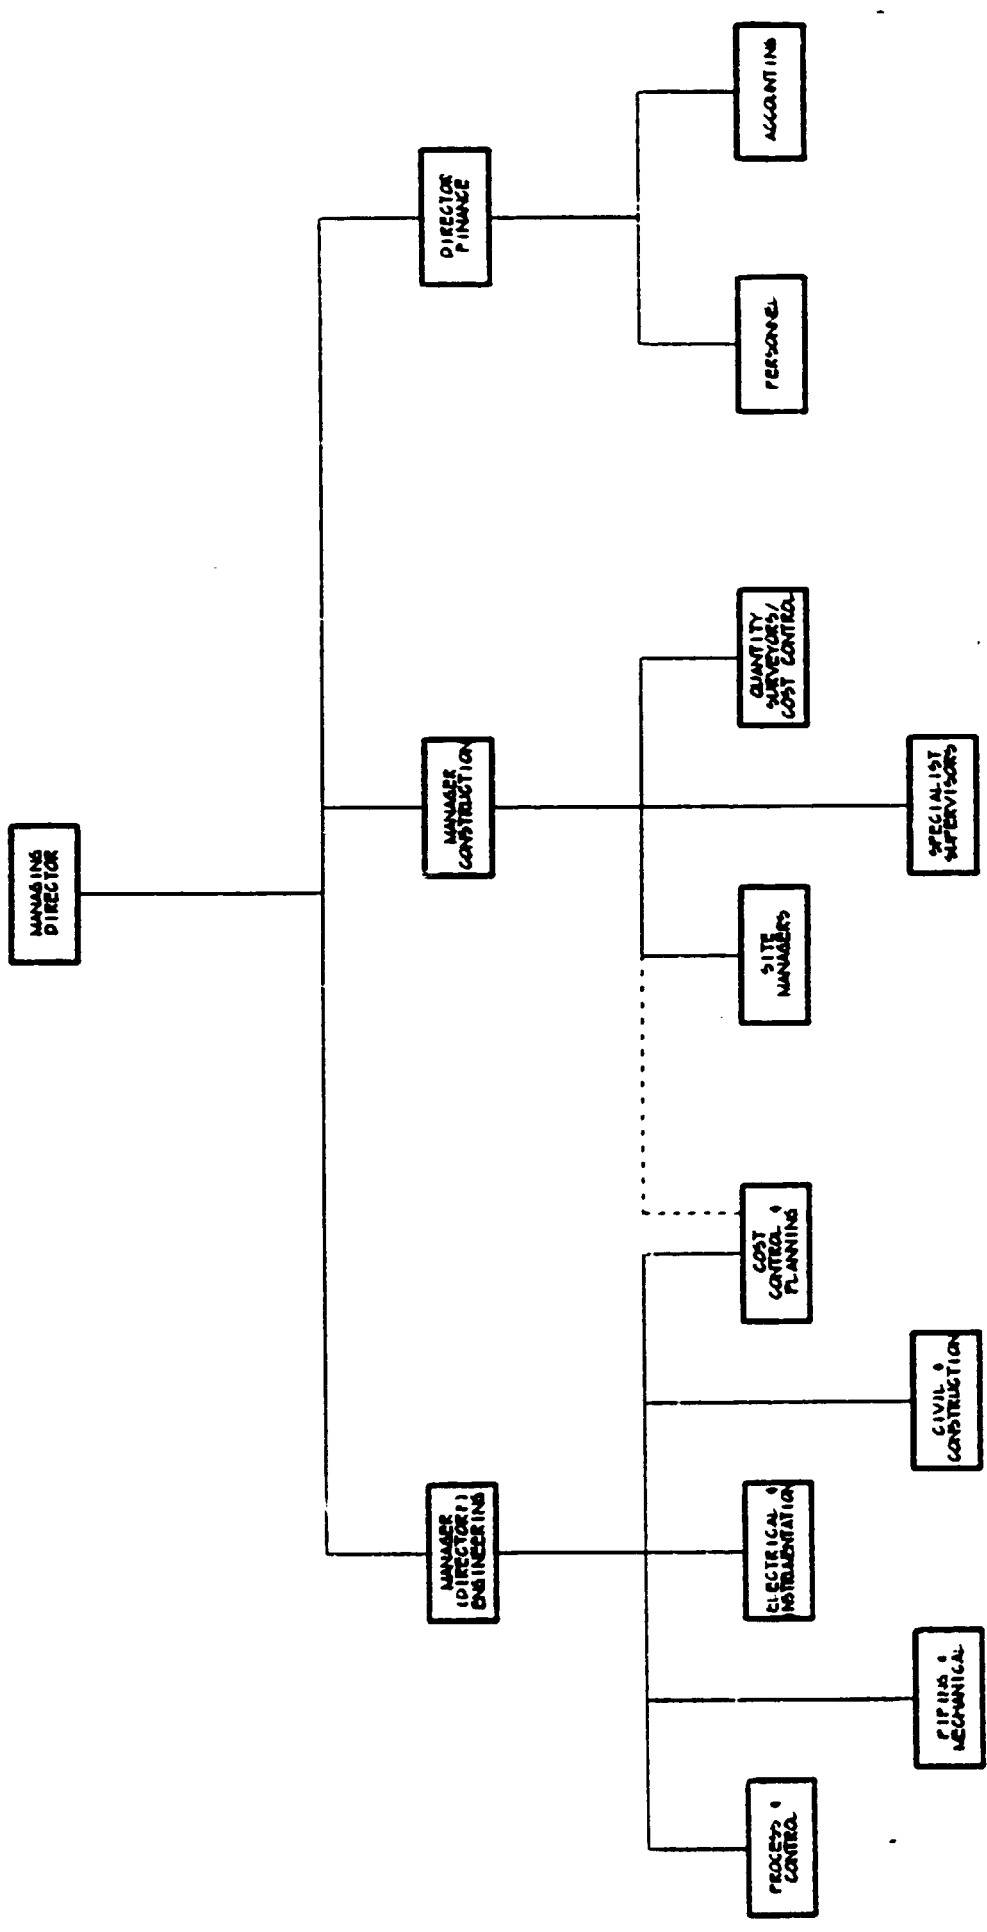 MANAGING
DIRECTOR
MANAGER
(DIRECTOR?)
ENGINEERING
MANAGER
CONSTRUCTION
DIRECTOR
FINANCE
PROCESS &
CONTROL
PIPING &
MECHANICAL
ELECTRICAL &
INSTRUMENTATION
CIVIL &
CONSTRUCTION
COST
CONTROL &
PLANNING
SITE
MANAGERS
SPECIALIST
SUPERVISORS
QUANTITY
SURVEYORS/
COST CONTROL
PERSONNEL
ACCOUNTING